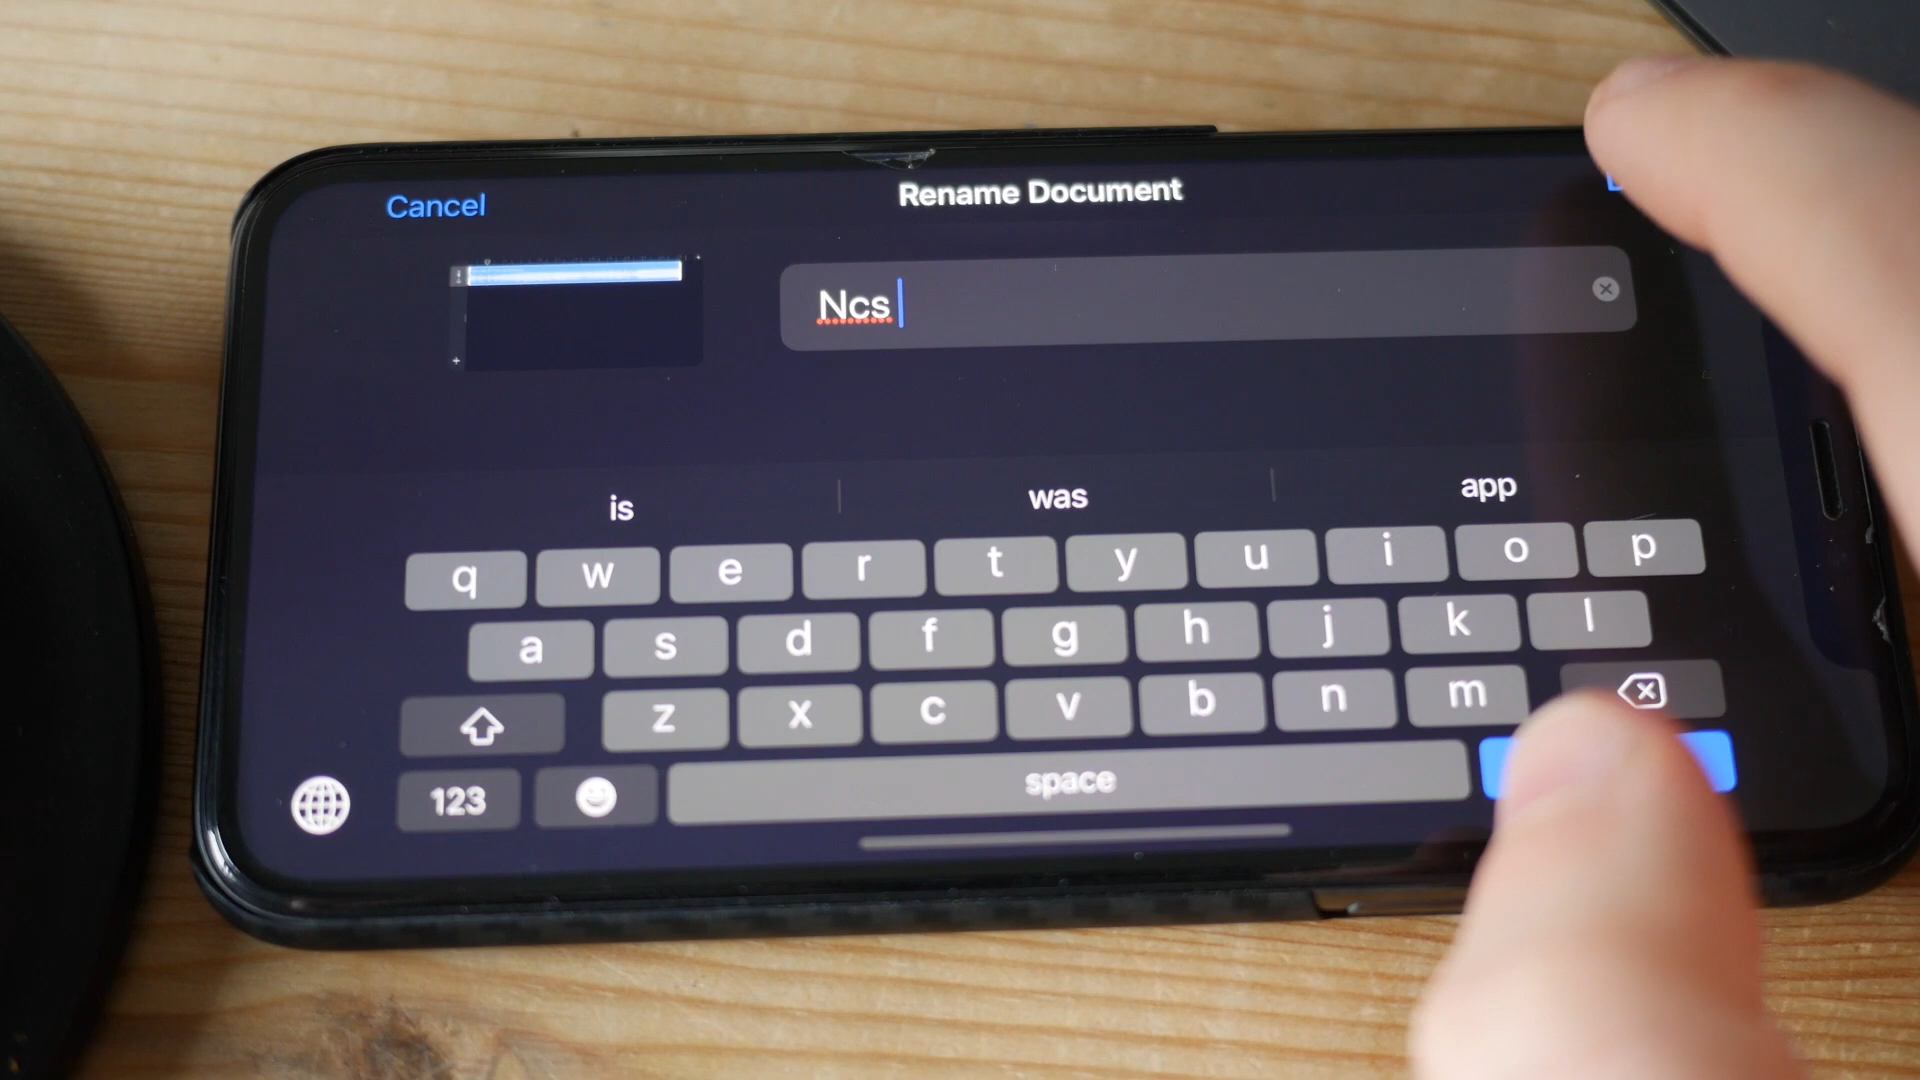 Cancel
Rename Document
Ncs
is
was
app
q w e r t y u i o p
a s d f g h j k l
z x c v b n m
123
space